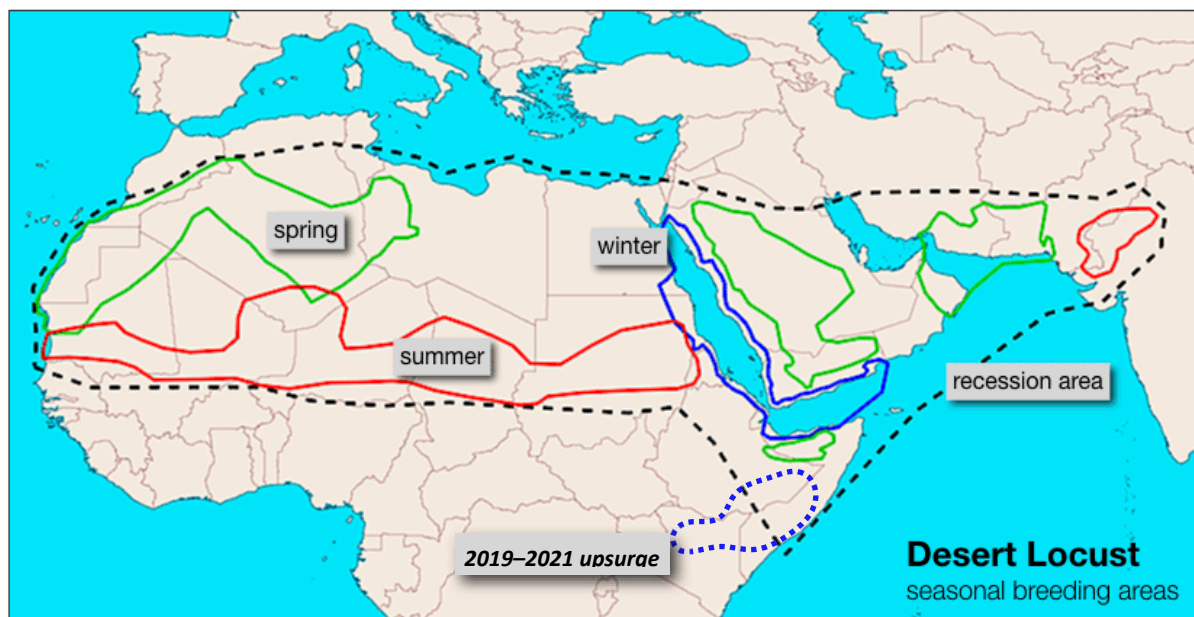 spring
winter
summer
recession area
2019–2021 upsurge
Desert Locust
seasonal breeding areas